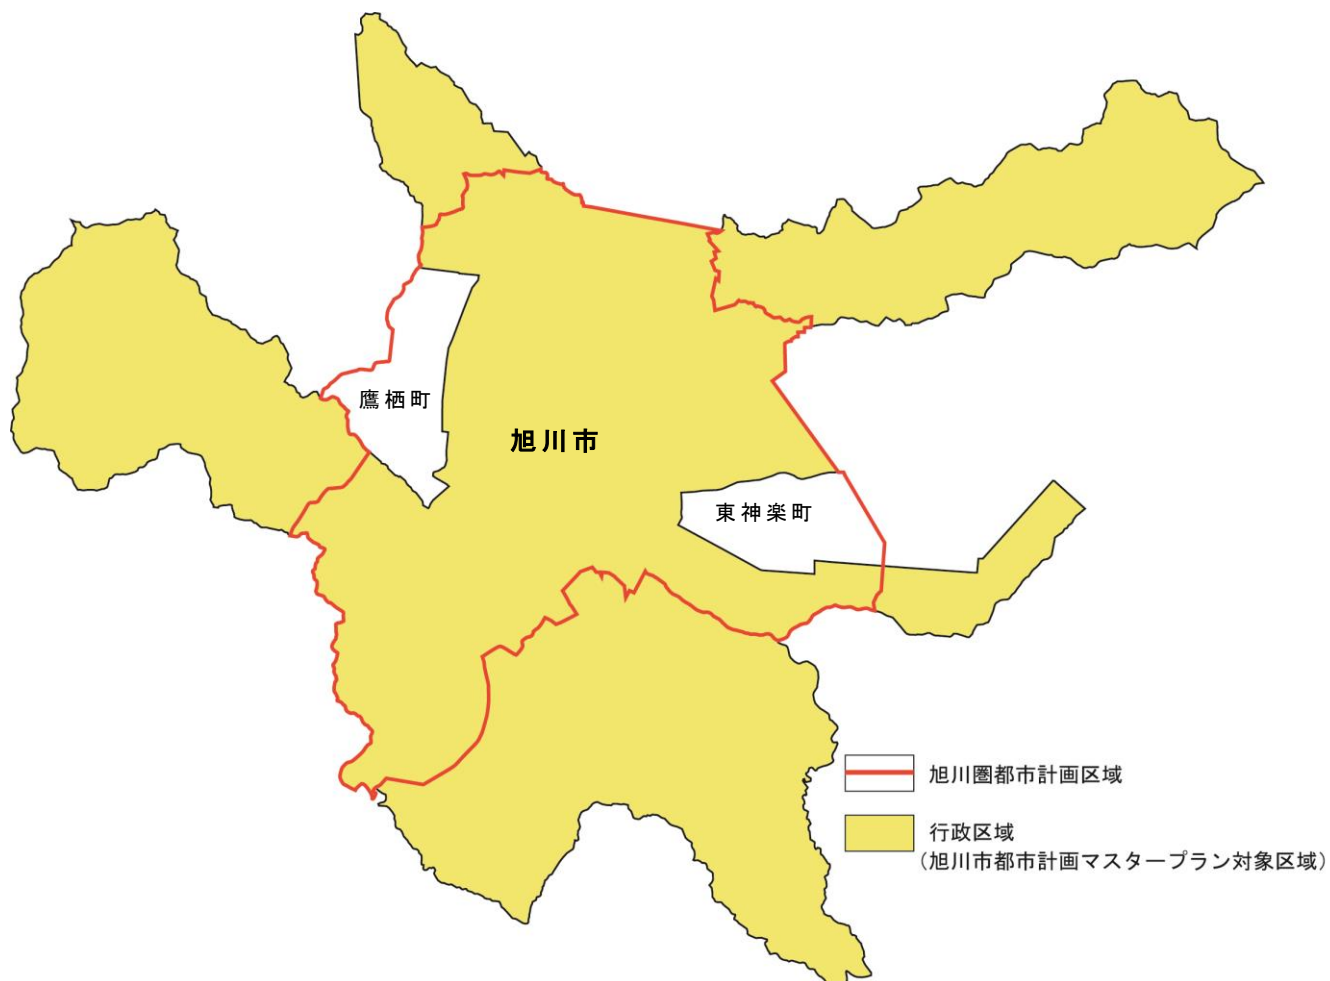 鷹栖町
旭川市
東神楽町
旭川圏都市計画区域
行政区域
（旭川市都市計画マスタープラン対象区域）